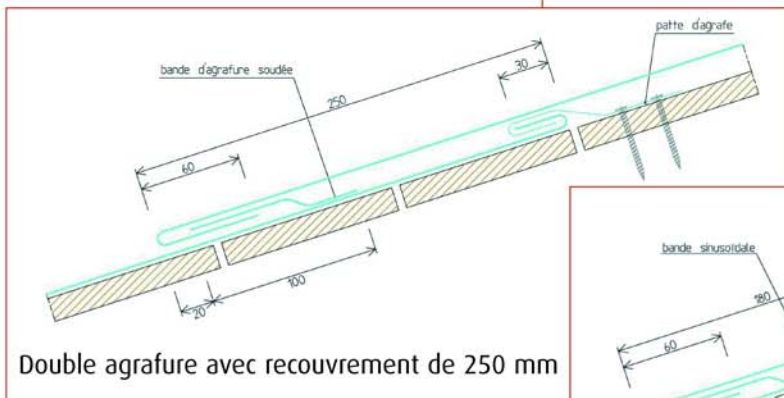 patte d'agrafe
bande d'agrafure soudée
30
250
60
100
20
Double agrafure avec recouvrement de 250 mm
bande sinusoïdale
180
60